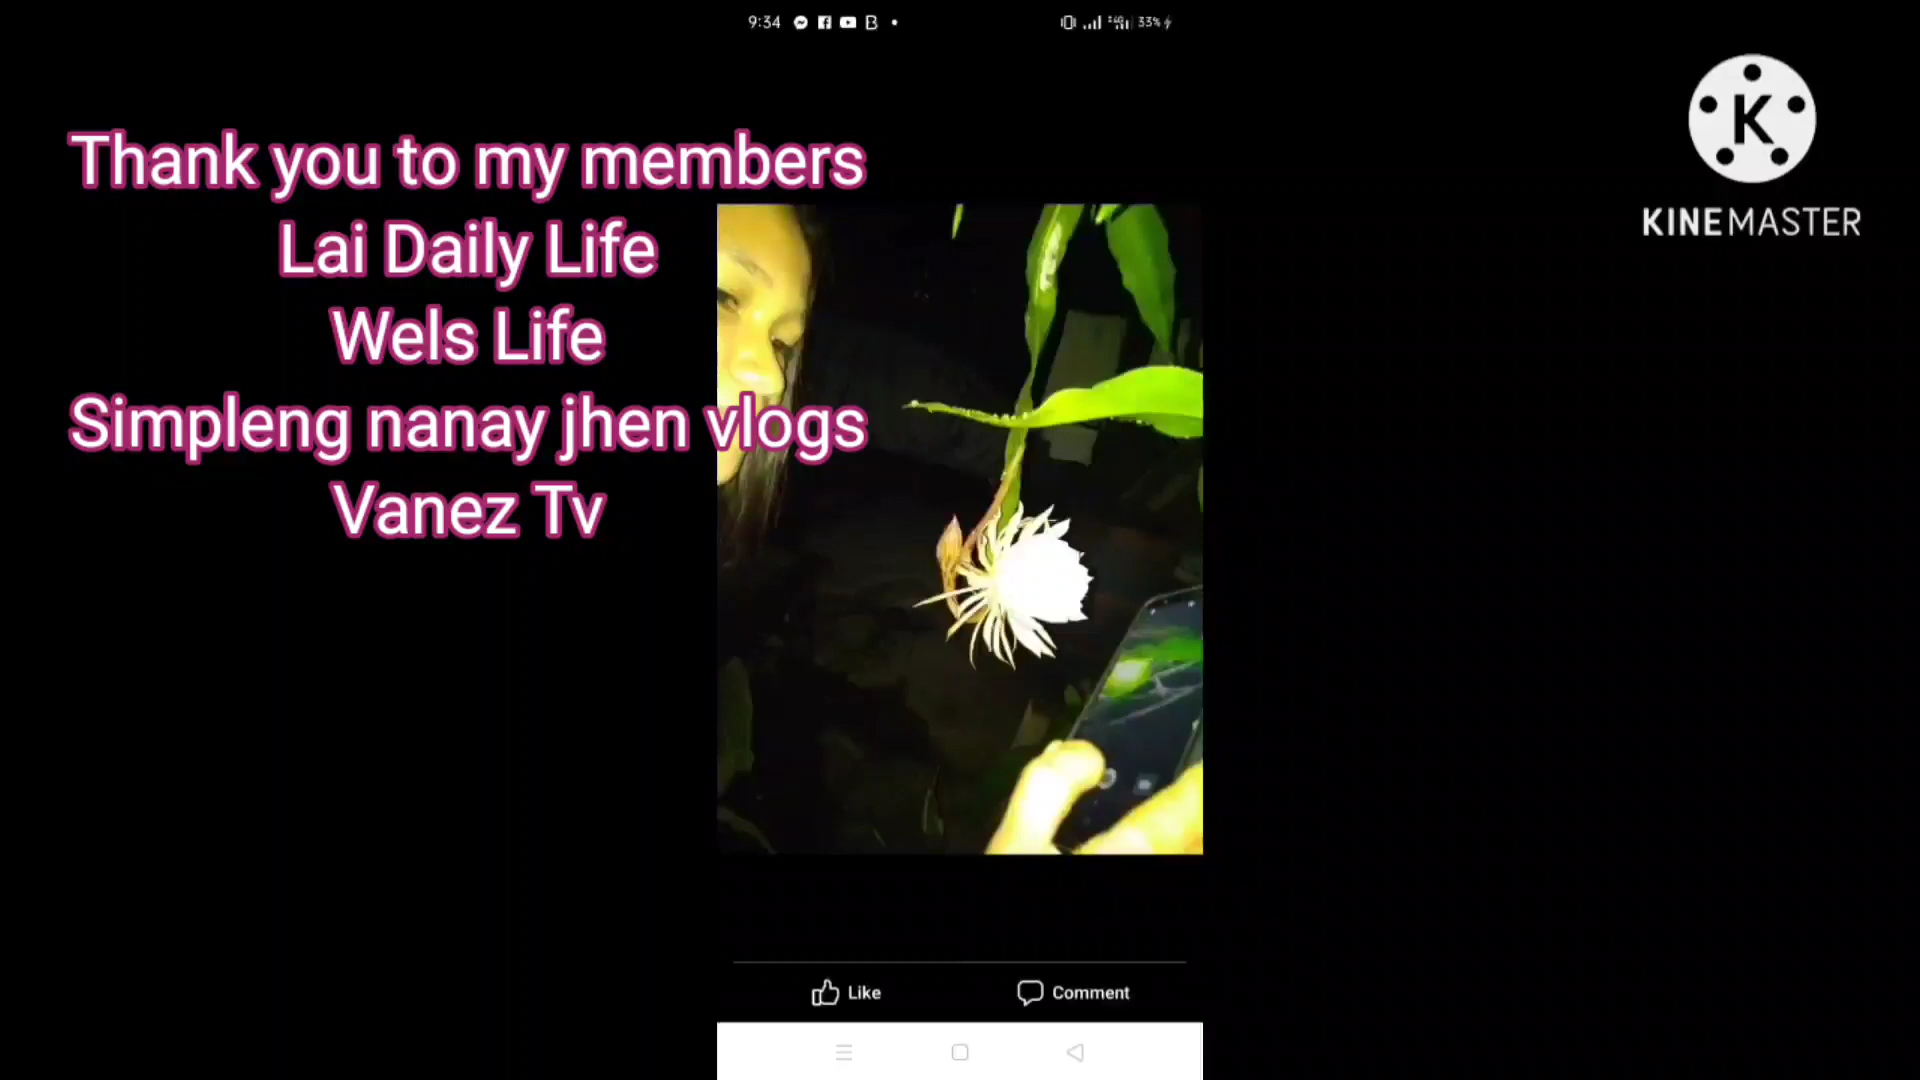 9:34
33%
Thank you to my members
Lai Daily Life
Wels Life
Simpleng nanay jhen vlogs
Vanez Tv
K
KINEMASTER
Like
Comment